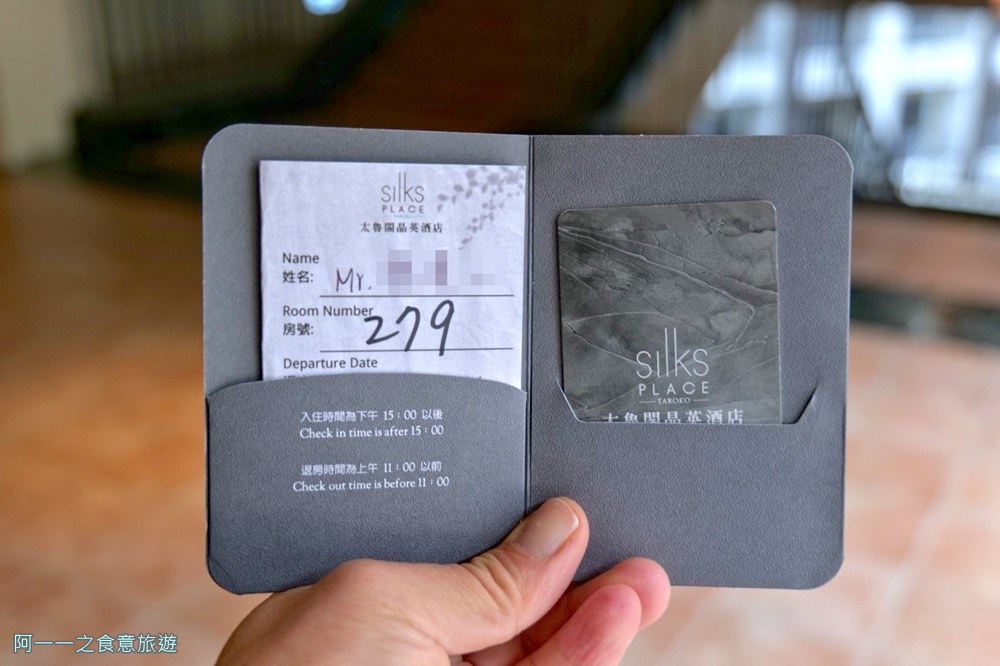 silks
PLACE
TAROKO
太魯閣晶英酒店
Name
姓名:
Mr.
Room Number
房號:
279
Departure Date
入住時間為下午 15：00 以後
Check in time is after 15：00
退房時間為上午 11：00 以前
Check out time is before 11：00
silks
PLACE
TAROKO
太魯閣晶英酒店
阿一一之食意旅遊